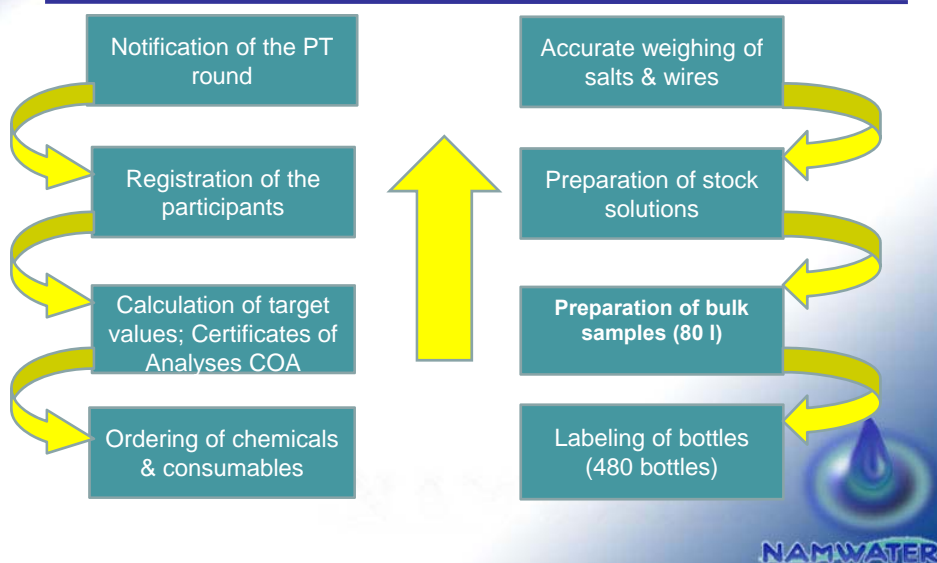 Notification of the PT
round
Registration of the
participants
Calculation of target
values; Certificates of
Analyses COA
Ordering of chemicals
& consumables
Accurate weighing of
salts & wires
Preparation of stock
solutions
Preparation of bulk
samples (80 l)
Labeling of bottles
(480 bottles)
NAMWATER